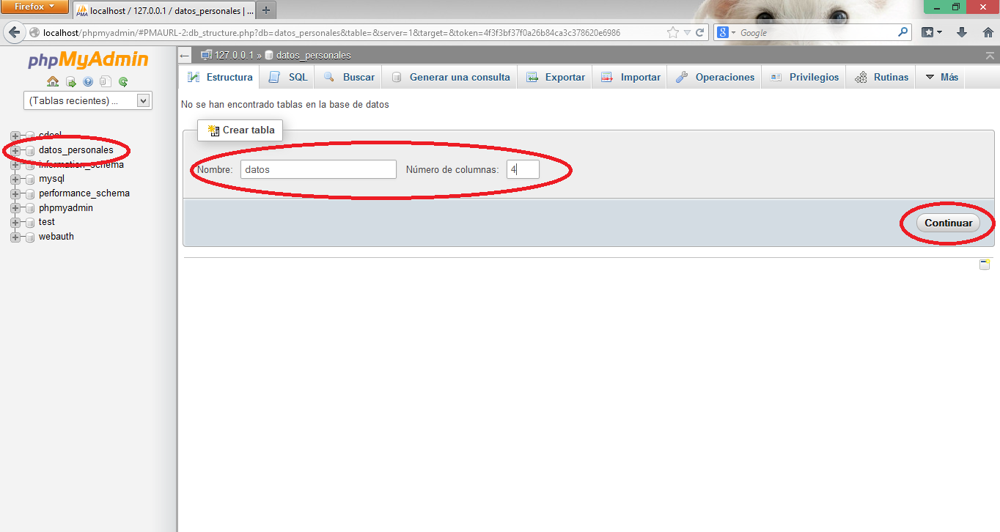 Firefox
localhost / 127.0.0.1 / datos_personales | ...
localhost/phpmyadmin/#PMAURL-2:db_structure.php?db=datos_personales&table=&server=1&target=&token=4f3f3bf37f0a26b84ca3c378620e6986
Google
phpMyAdmin
(Tablas recientes) ...
cdcol
datos_personales
information_schema
mysql
performance_schema
phpmyadmin
test
webauth
127.0.0.1 » datos_personales
Estructura SQL Buscar Generar una consulta Exportar Importar Operaciones Privilegios Rutinas Más
No se han encontrado tablas en la base de datos
Crear tabla
Nombre: datos Número de columnas: 4
Continuar